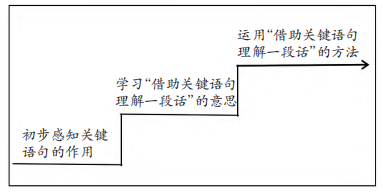 运用“借助关键语句
理解一段话”的方法
学习“借助关键语句
理解一段话”的意思
初步感知关键
语句的作用